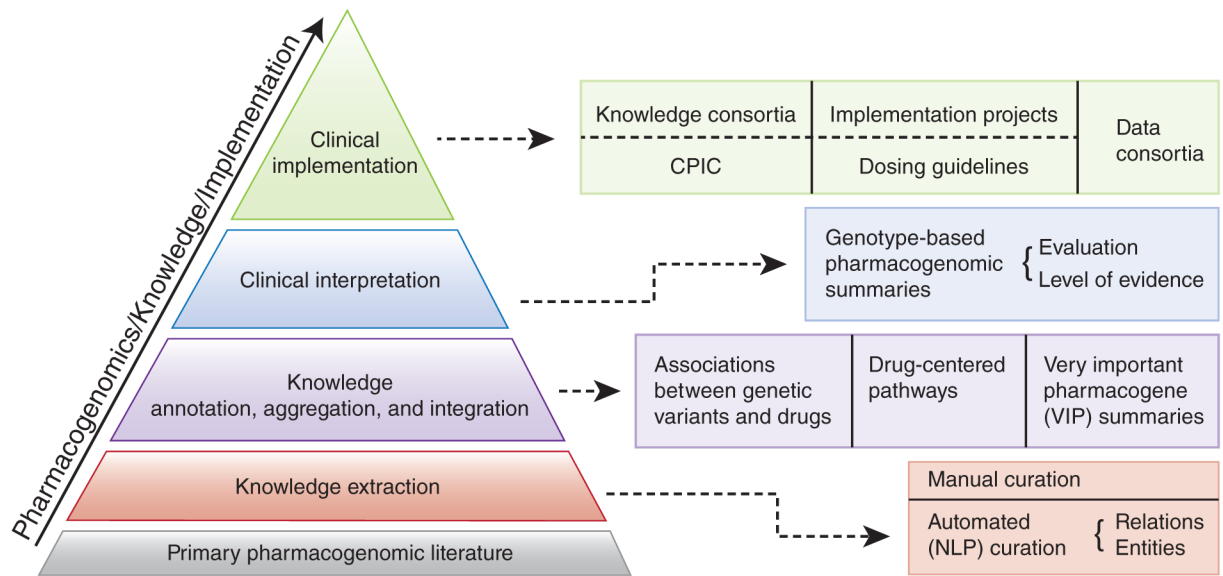 Pharmacogenomics/Knowledge/Implementation
Clinical
implementation
Knowledge consortia
CPIC
Implementation projects
Dosing guidelines
Data
consortia
Clinical interpretation
Genotype-based
pharmacogenomic
summaries
{ Evaluation
Level of evidence
Knowledge
annotation, aggregation, and integration
Associations
between genetic
variants and drugs
Drug-centered
pathways
Very important
pharmacogene
(VIP) summaries
Knowledge extraction
Manual curation
Automated
(NLP) curation
{ Relations
Entities
Primary pharmacogenomic literature